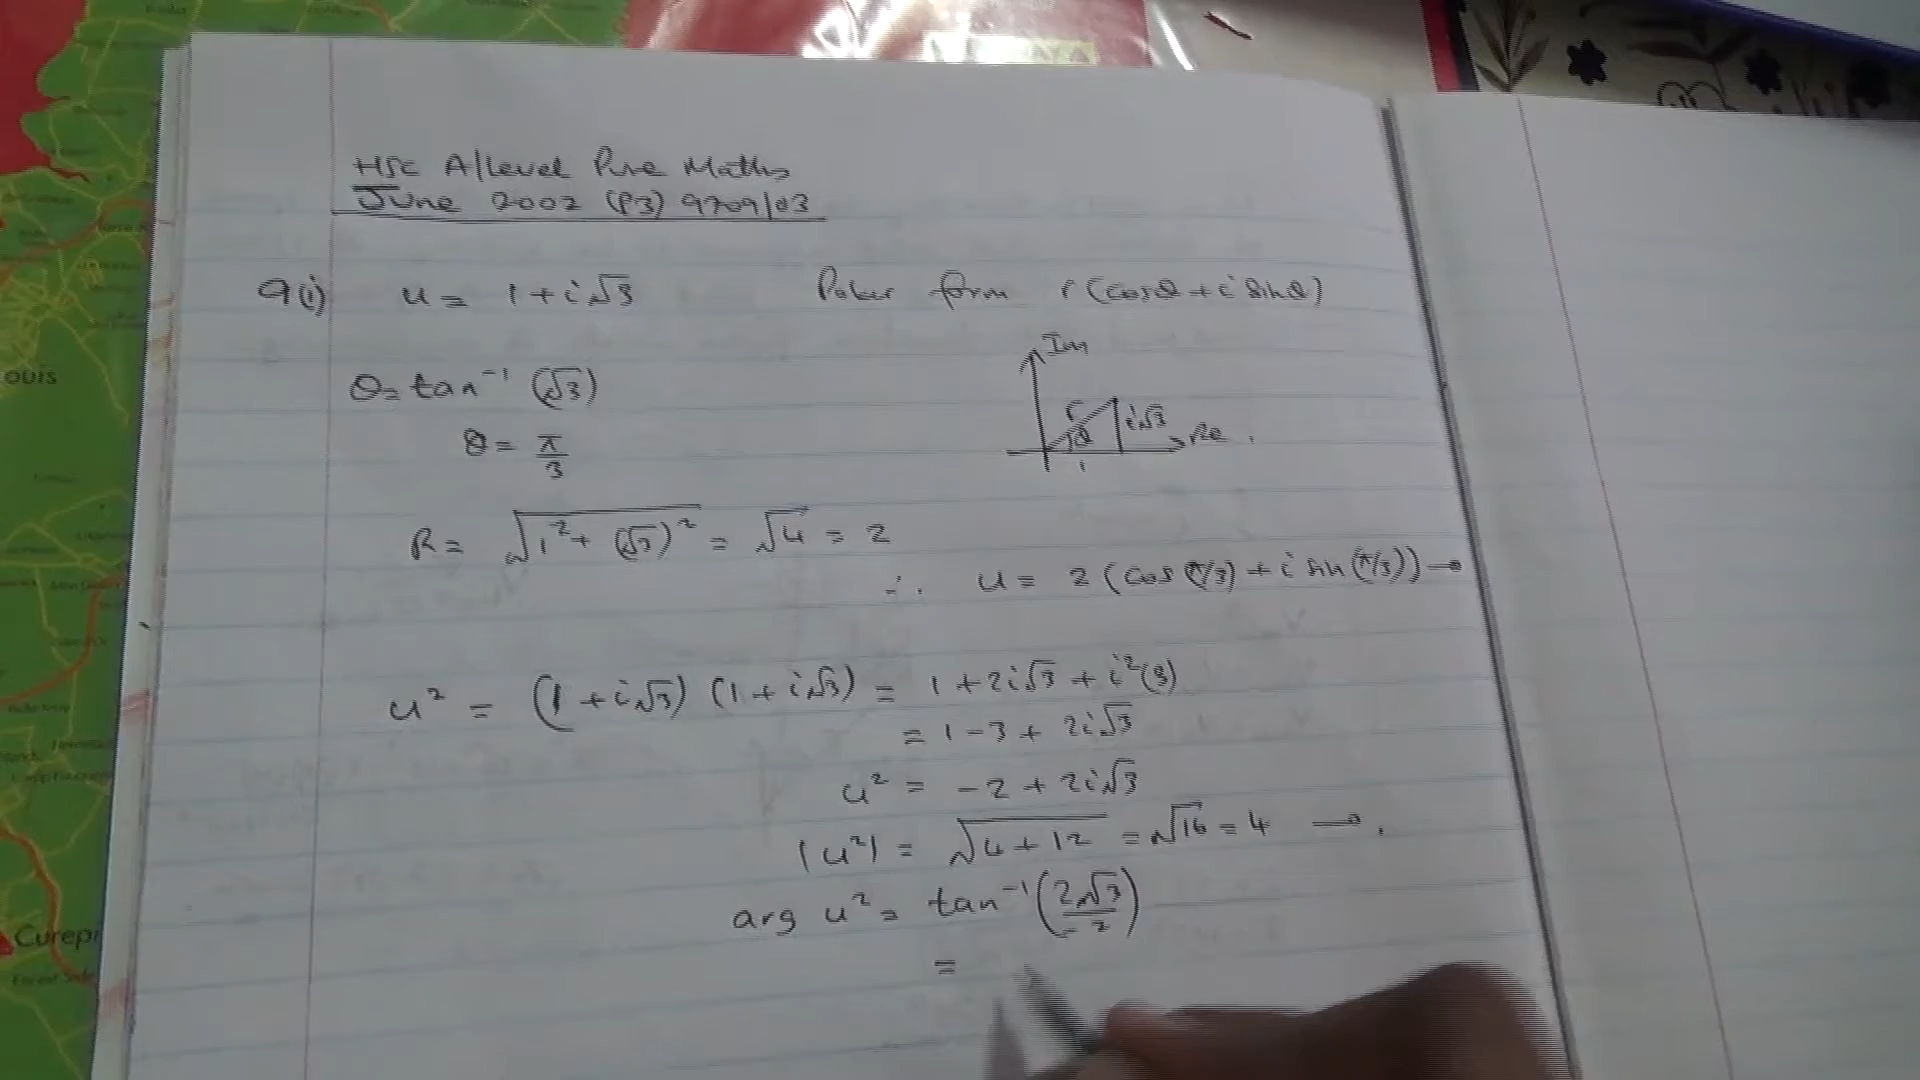 HSC A/Level Pure Maths
June 2002 (P3) 9709/03
9(i) u = 1+i√3 Polar form r(cosθ + i sinθ)
Im
θ = tan⁻¹ (√3)
r i√3
θ Re
1
θ = π/3
R = √(1² + (√3)²) = √4 = 2
∴ u = 2 (cos(π/3) + i sin(π/3))
u² = (1 + i√3) (1 + i√3) = 1 + 2i√3 + i²(3)
= 1 - 3 + 2i√3
u² = -2 + 2i√3
|u²| = √(4 + 12) = √16 = 4
arg u² = tan⁻¹(2√3/-2)
=
OUIS
Curepi